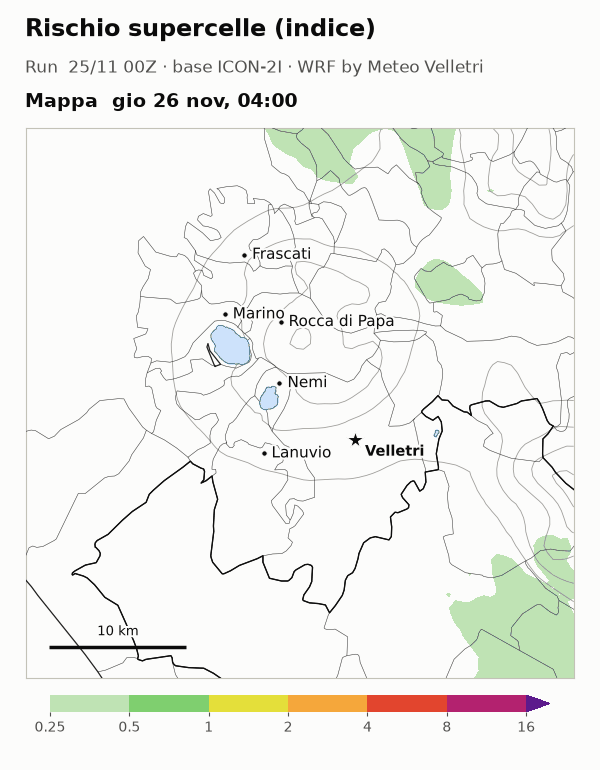 Rischio supercelle (indice)
Run  25/11 00Z · base ICON-2I · WRF by Meteo Velletri
Mappa  gio 26 nov, 04:00
Frascati
Marino
Rocca di Papa
Nemi
Velletri
Lanuvio
10 km
0.25 0.5 1 2 4 8 16